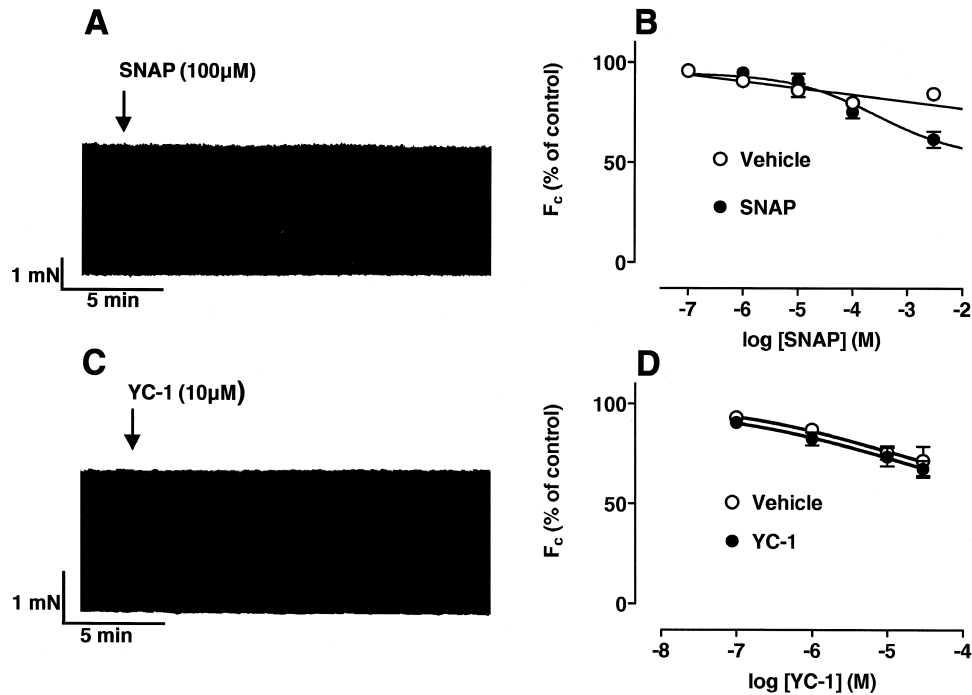 A
SNAP (100µM)
1 mN
5 min
B
100
50
0
Fc (% of control)
Vehicle
SNAP
-7 -6 -5 -4 -3 -2
log [SNAP] (M)
C
YC-1 (10µM)
1 mN
5 min
D
100
50
0
Fc (% of control)
Vehicle
YC-1
-8 -7 -6 -5 -4
log [YC-1] (M)